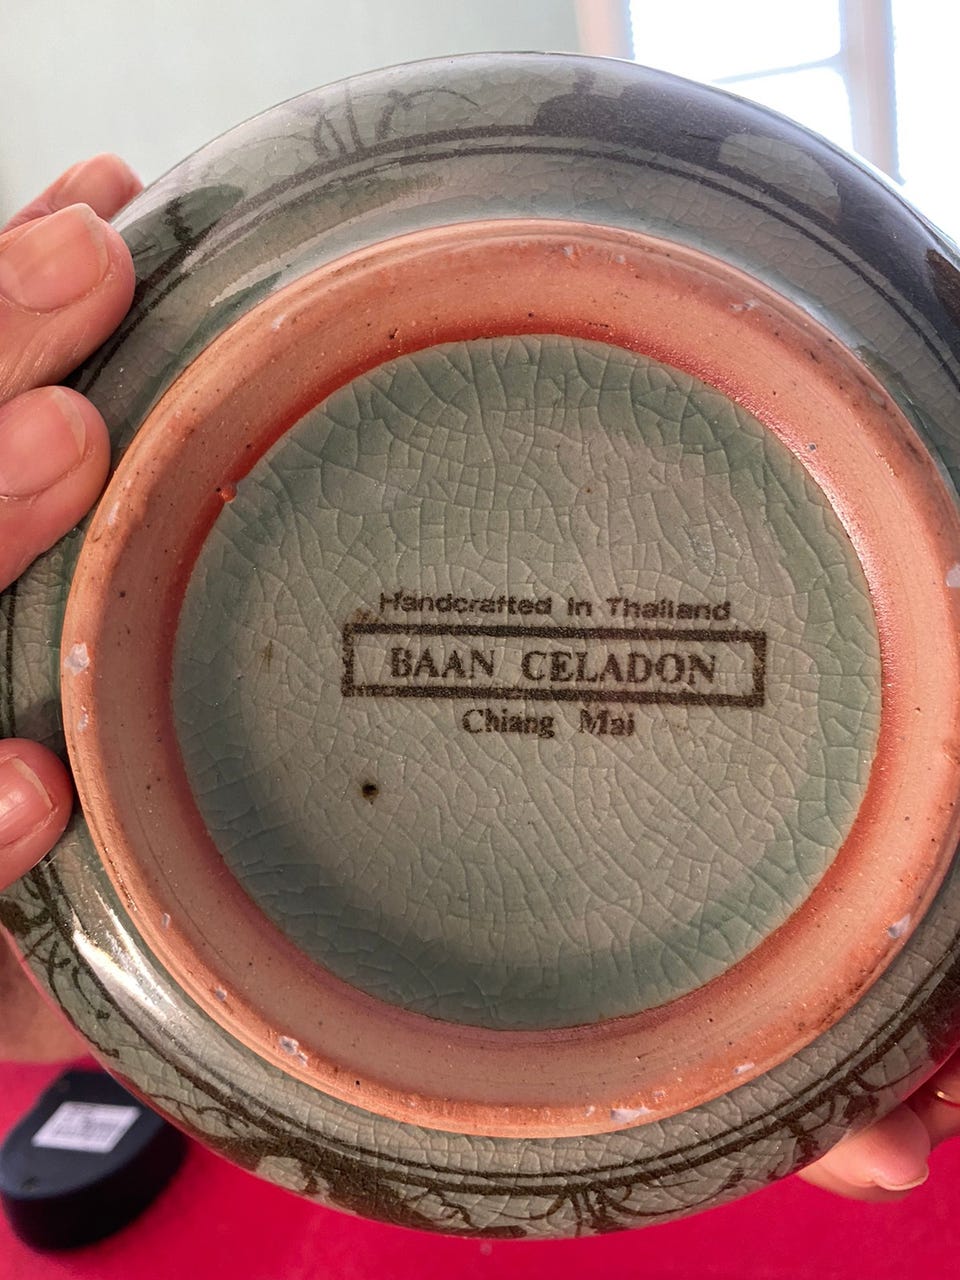 Handcrafted In Thailand
BAAN CELADON
Chiang Mai